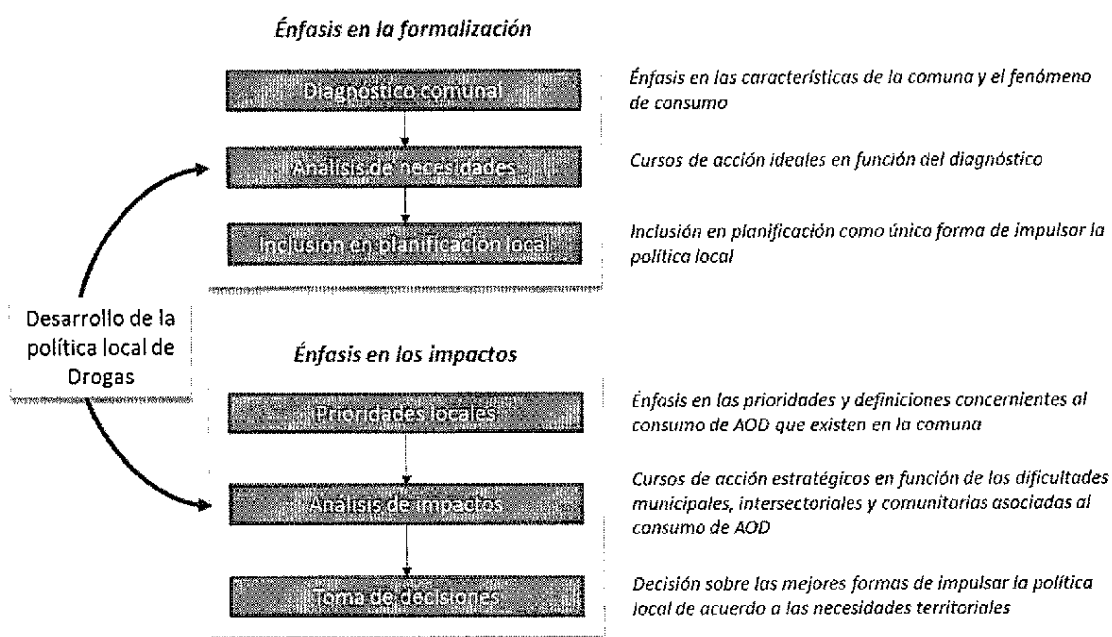 Énfasis en la formalización
Diagnóstico comunal
Énfasis en las características de la comuna y el fenómeno
de consumo
Análisis de necesidades
Cursos de acción ideales en función del diagnóstico
Inclusión en planificación local
Inclusión en planificación como única forma de impulsar la
política local
Desarrollo de la
política local de
Drogas
Énfasis en los impactos
Prioridades locales
Énfasis en las prioridades y definiciones concernientes al
consumo de AOD que existen en la comuna
Análisis de impactos
Cursos de acción estratégicos en función de las dificultades
municipales, intersectoriales y comunitarias asociadas al
consumo de AOD
Toma de decisiones
Decisión sobre las mejores formas de impulsar la política
local de acuerdo a las necesidades territoriales